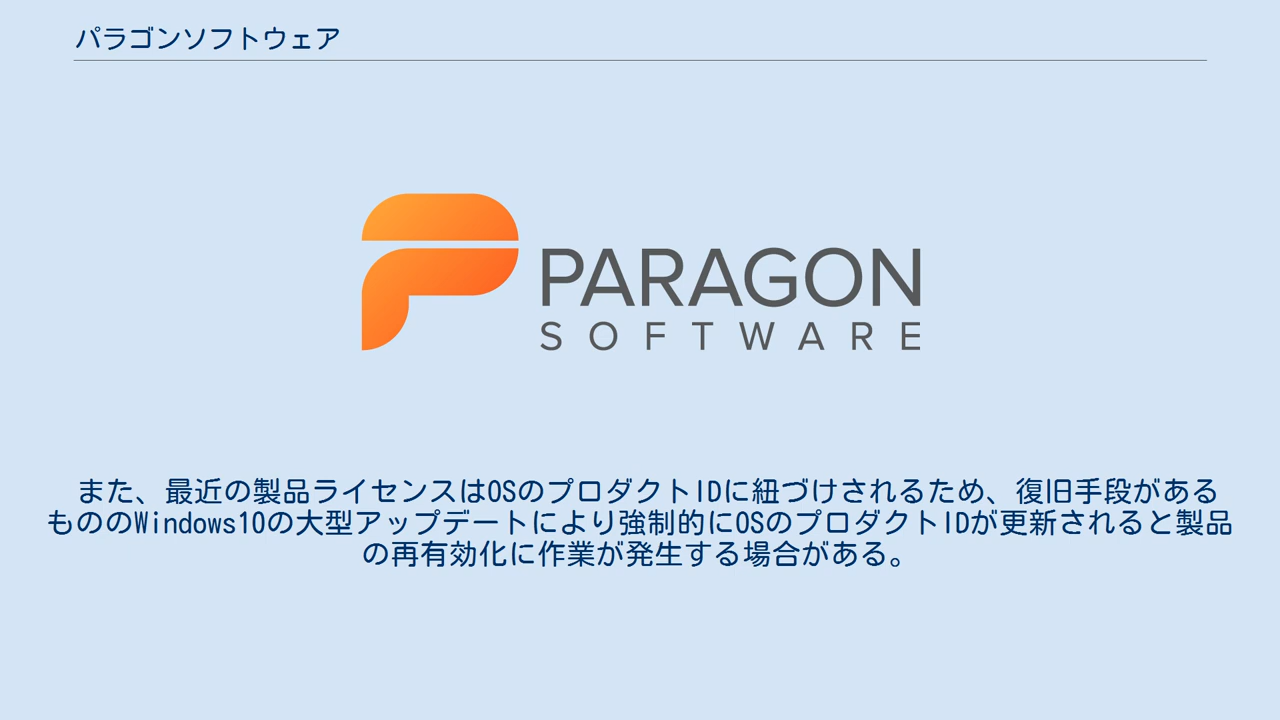 パラゴンソフトウェア
PARAGON
SOFTWARE
また、最近の製品ライセンスはOSのプロダクトIDに紐づけされるため、復旧手段がある
もののWindows10の大型アップデートにより強制的にOSのプロダクトIDが更新されると製品
の再有効化に作業が発生する場合がある。